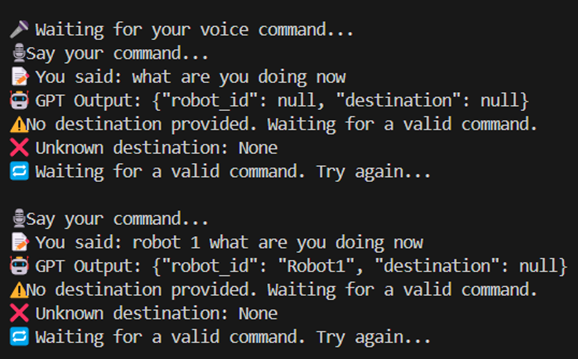 🎤 Waiting for your voice command...
🎙️Say your command...
📝 You said: what are you doing now
🤖 GPT Output: {"robot_id": null, "destination": null}
⚠️No destination provided. Waiting for a valid command.
❌ Unknown destination: None
🔁 Waiting for a valid command. Try again...
🎙️Say your command...
📝 You said: robot 1 what are you doing now
🤖 GPT Output: {"robot_id": "Robot1", "destination": null}
⚠️No destination provided. Waiting for a valid command.
❌ Unknown destination: None
🔁 Waiting for a valid command. Try again...